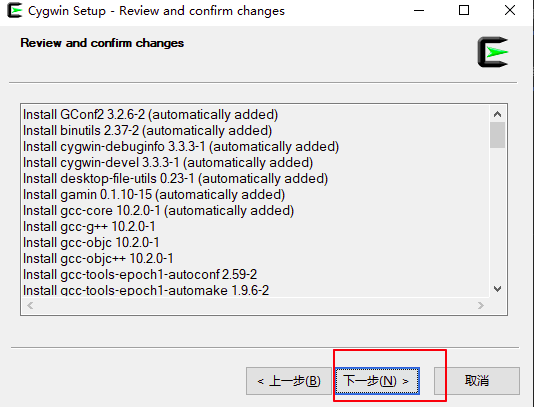 Cygwin Setup - Review and confirm changes
Review and confirm changes
Install GConf2 3.2.6-2 (automatically added)
Install binutils 2.37-2 (automatically added)
Install cygwin-debuginfo 3.3.3-1 (automatically added)
Install cygwin-devel 3.3.3-1 (automatically added)
Install desktop-file-utils 0.23-1 (automatically added)
Install gamin 0.1.10-15 (automatically added)
Install gcc-core 10.2.0-1 (automatically added)
Install gcc-g++ 10.2.0-1
Install gcc-objc 10.2.0-1
Install gcc-objc++ 10.2.0-1
Install gcc-tools-epoch1-autoconf 2.59-2
Install gcc-tools-epoch1-automake 1.9.6-2
< 上一步(B) 下一步(N) > 取消